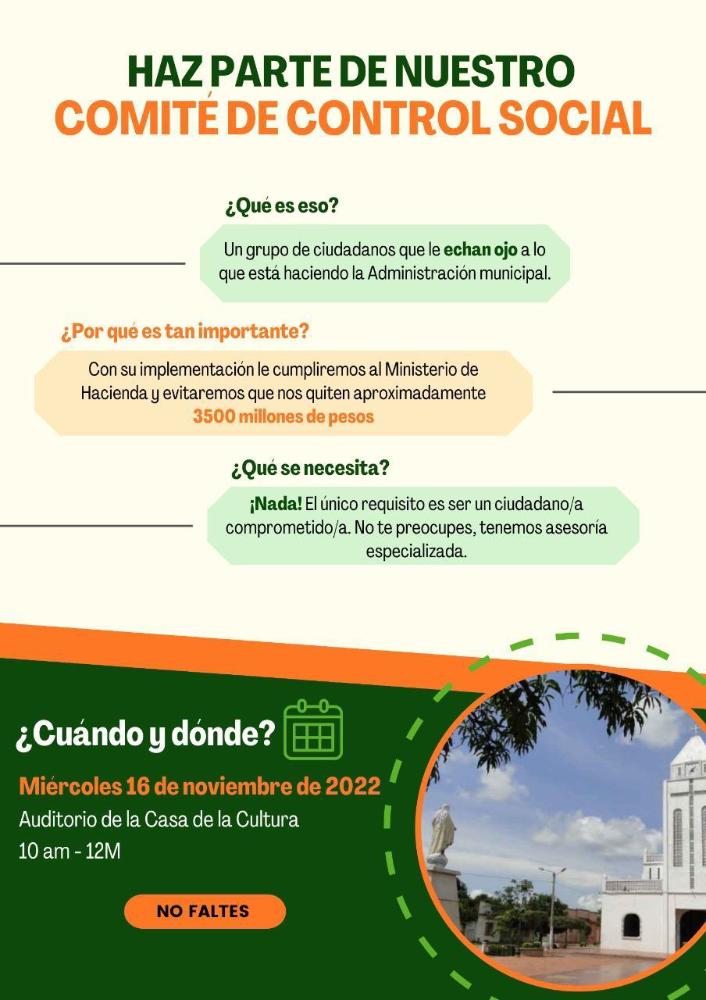 HAZ PARTE DE NUESTRO
COMITÉ DE CONTROL SOCIAL
¿Qué es eso?
Un grupo de ciudadanos que le echan ojo a lo
que está haciendo la Administración municipal.
¿Por qué es tan importante?
Con su implementación le cumpliremos al Ministerio de
Hacienda y evitaremos que nos quiten aproximadamente
3500 millones de pesos
¿Qué se necesita?
¡Nada! El único requisito es ser un ciudadano/a
comprometido/a. No te preocupes, tenemos asesoría
especializada.
¿Cuándo y dónde?
Miércoles 16 de noviembre de 2022
Auditorio de la Casa de la Cultura
10 am - 12M
NO FALTES